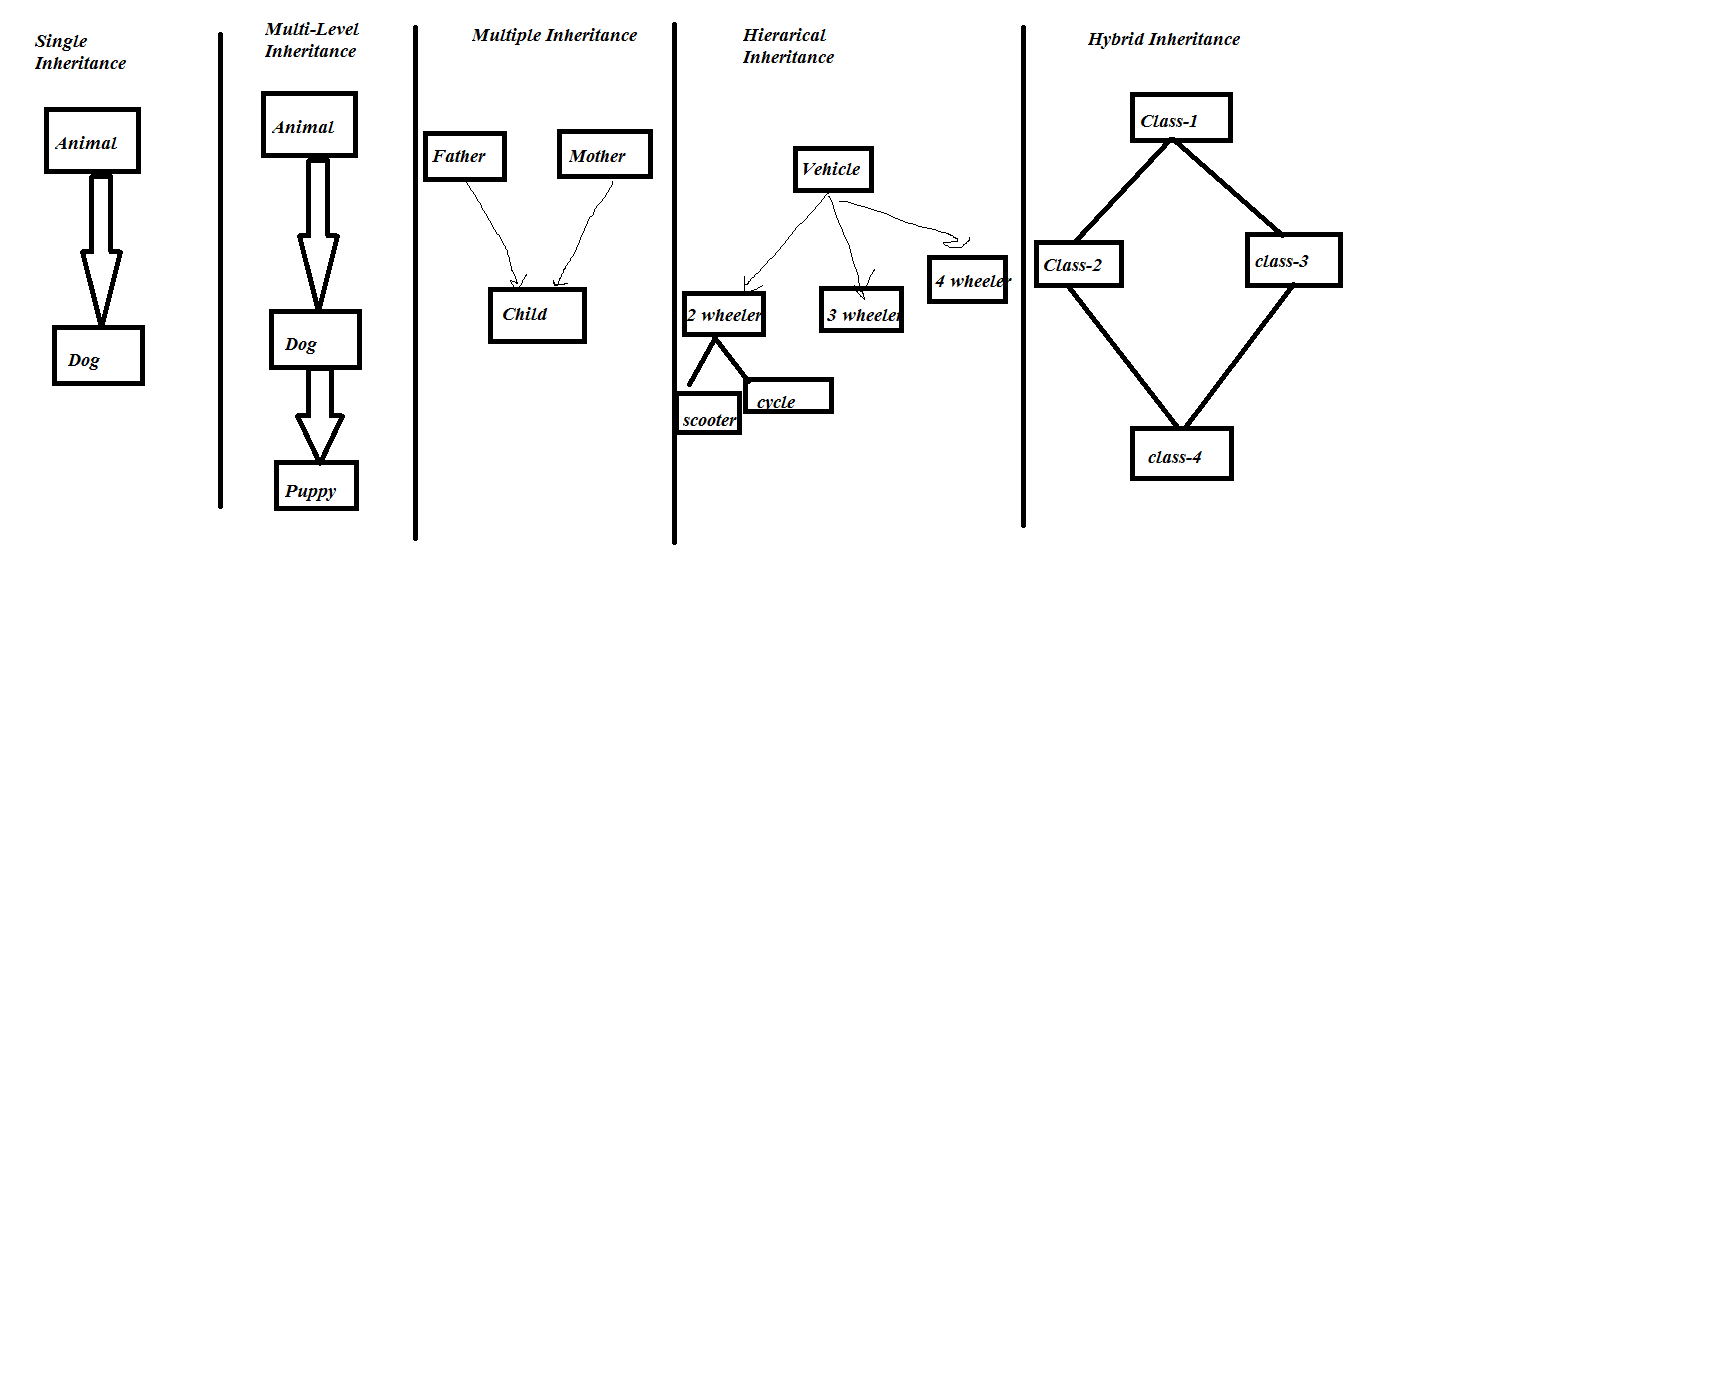 Single
Inheritance
Animal
Dog
Multi-Level
Inheritance
Animal
Dog
Puppy
Multiple Inheritance
Father
Mother
Child
Hierarical
Inheritance
Vehicle
2 wheeler
3 wheeler
4 wheeler
scooter
cycle
Hybrid Inheritance
Class-1
Class-2
class-3
class-4